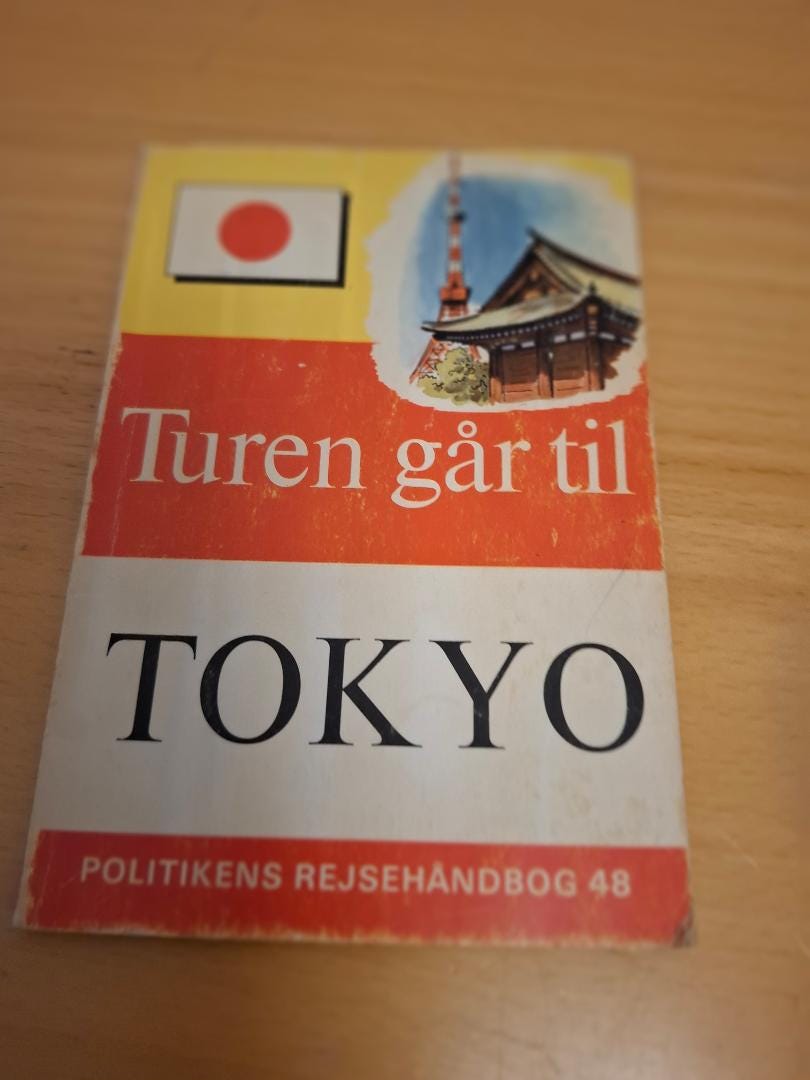 Turen går til
TOKYO
POLITIKENS REJSEHÅNDBOG 48